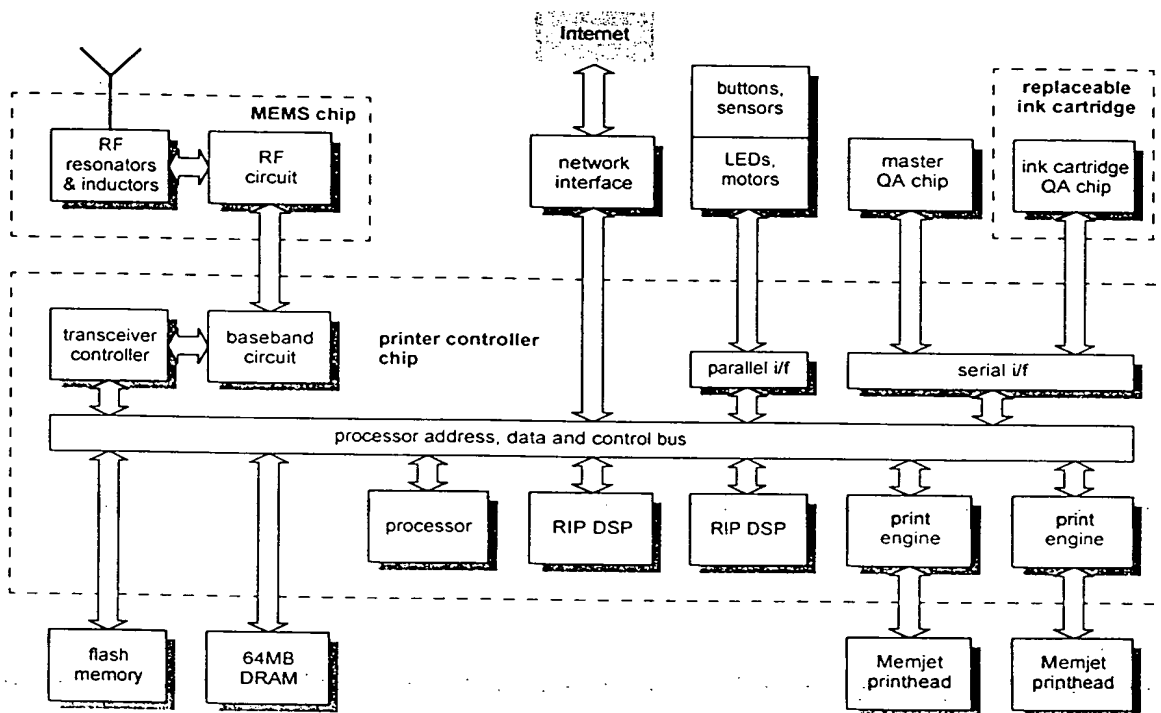 Internet
MEMS chip
RF
resonators
& inductors
RF
circuit
network
interface
buttons,
sensors
LEDs,
motors
master
QA chip
replaceable
ink cartridge
ink cartridge
QA chip
transceiver
controller
baseband
circuit
printer controller
chip
parallel i/f
serial i/f
processor address, data and control bus
processor
RIP DSP
RIP DSP
print
engine
print
engine
flash
memory
64MB
DRAM
Memjet
printhead
Memjet
printhead